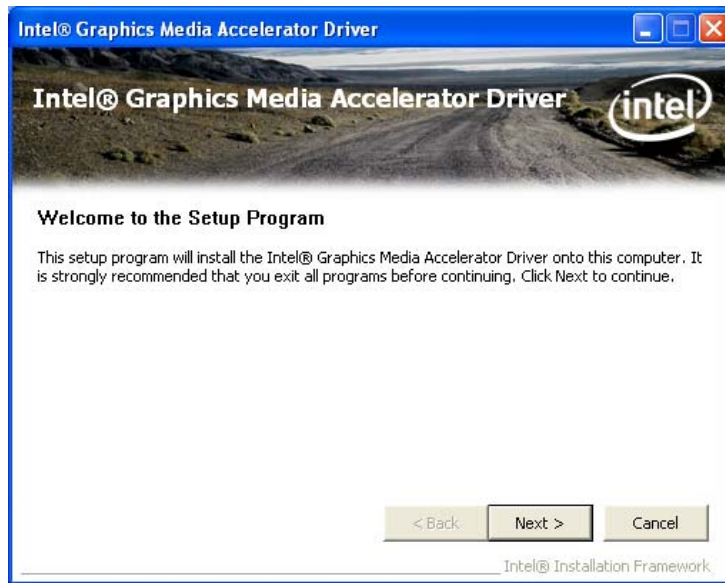 Intel® Graphics Media Accelerator Driver
Intel® Graphics Media Accelerator Driver
intel
Welcome to the Setup Program
This setup program will install the Intel® Graphics Media Accelerator Driver onto this computer. It
is strongly recommended that you exit all programs before continuing. Click Next to continue.
< Back
Next >
Cancel
Intel® Installation Framework